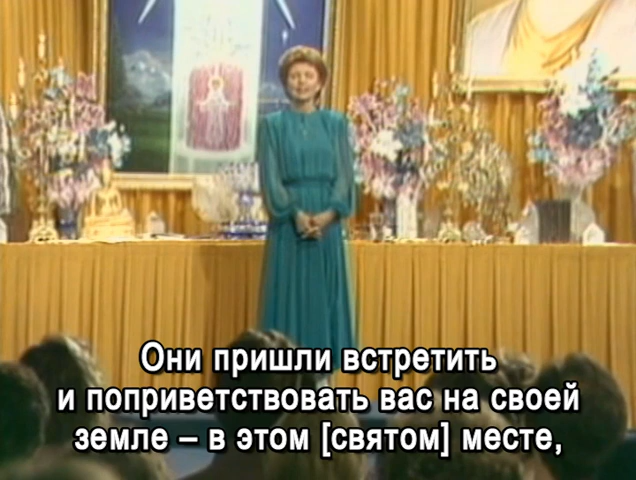 Они пришли встретить
и поприветствовать вас на своей
земле – в этом [святом] месте,